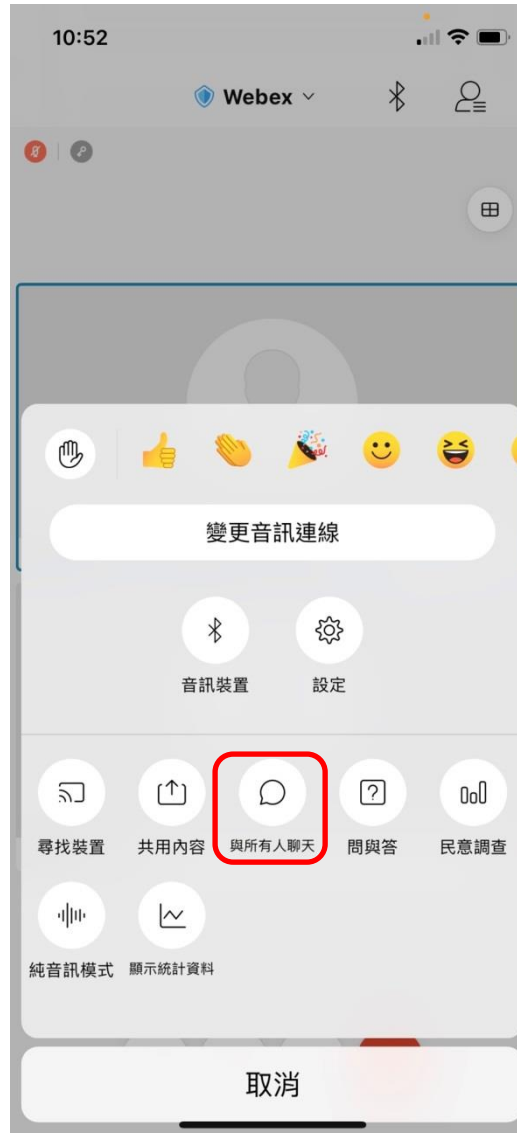 10:52
Webex
變更音訊連線
音訊裝置
設定
尋找裝置
共用內容
與所有人聊天
問與答
民意調查
純音訊模式
顯示統計資料
取消